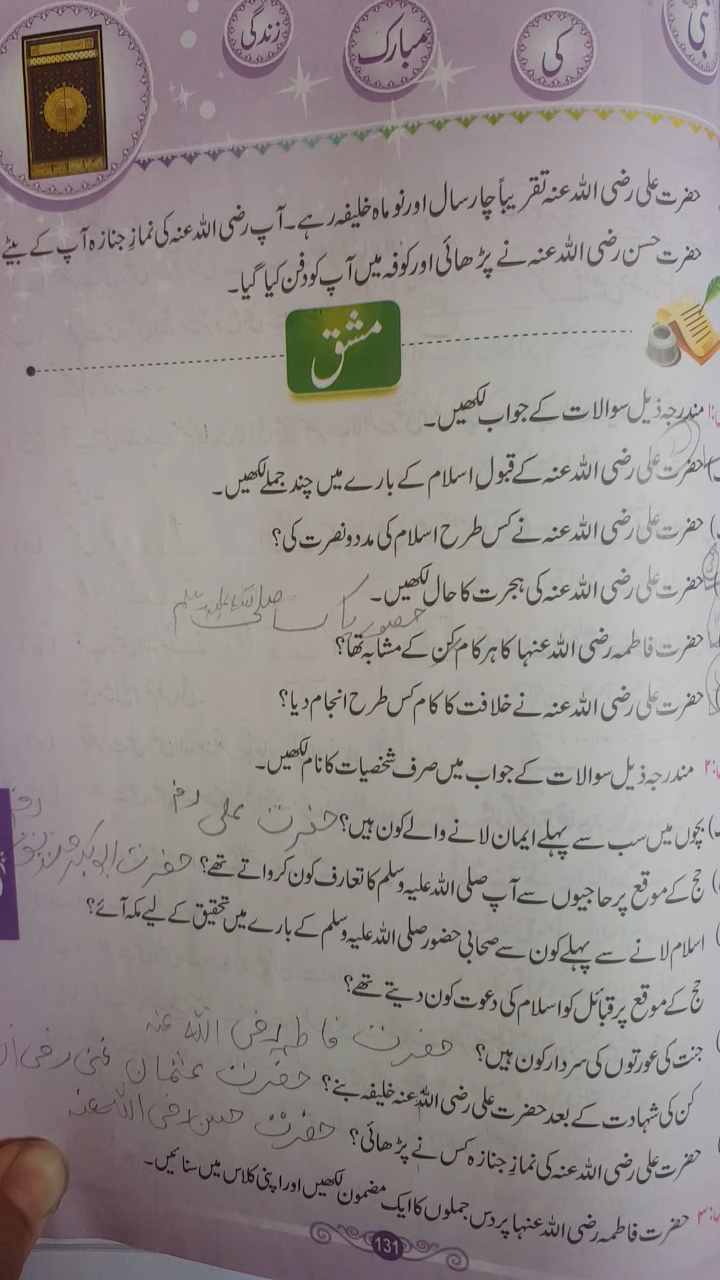 نبیؐ کی مبارک زندگی
حضرت علی رضی اللہ عنہ تقریباً چار سال اور نو ماہ خلیفہ رہے۔ آپ رضی اللہ عنہ کی نمازِ جنازہ آپ کے بیٹے
حضرت حسن رضی اللہ عنہ نے پڑھائی اور کوفہ میں آپ کو دفن کیا گیا۔
مشق
مندرجہ ذیل سوالات کے جواب لکھیں۔
حضرت علی رضی اللہ عنہ کے قبولِ اسلام کے بارے میں چند جملے لکھیں۔
حضرت علی رضی اللہ عنہ نے کس طرح اسلام کی مدد و نصرت کی؟
حضرت علی رضی اللہ عنہ کی ہجرت کا حال لکھیں۔
حضور پاک صلی اللہ علیہ وسلم
حضرت فاطمہ رضی اللہ عنہا کا ہر کام کِن کے مشابہ تھا؟
حضرت علی رضی اللہ عنہ نے خلافت کا کام کس طرح انجام دیا؟
:۲ مندرجہ ذیل سوالات کے جواب میں صرف شخصیات کا نام لکھیں۔
بچوں میں سب سے پہلے ایمان لانے والے کون ہیں؟ حضرت علی رض
حج کے موقع پر حاجیوں سے آپ صلی اللہ علیہ وسلم کا تعارف کون کرواتے تھے؟ حضرت ابوبکر
اسلام لانے سے پہلے کون سے صحابی حضور صلی اللہ علیہ وسلم کے بارے میں تحقیق کے لیے مکہ آئے؟
حج کے موقع پر قبائل کو اسلام کی دعوت کون دیتے تھے؟
جنت کی عورتوں کی سردار کون ہیں؟ حضرت فاطمہ رضی اللہ عنہ
کن کی شہادت کے بعد حضرت علی رضی اللہ عنہ خلیفہ بنے؟ حضرت عثمان غنی رضی
حضرت علی رضی اللہ عنہ کی نمازِ جنازہ کس نے پڑھائی؟ حضرت حسن رضی اللہ عنہ
:۳ حضرت فاطمہ رضی اللہ عنہا پر دس جملوں کا ایک مضمون لکھیں اور اپنی کلاس میں سنائیں۔
131